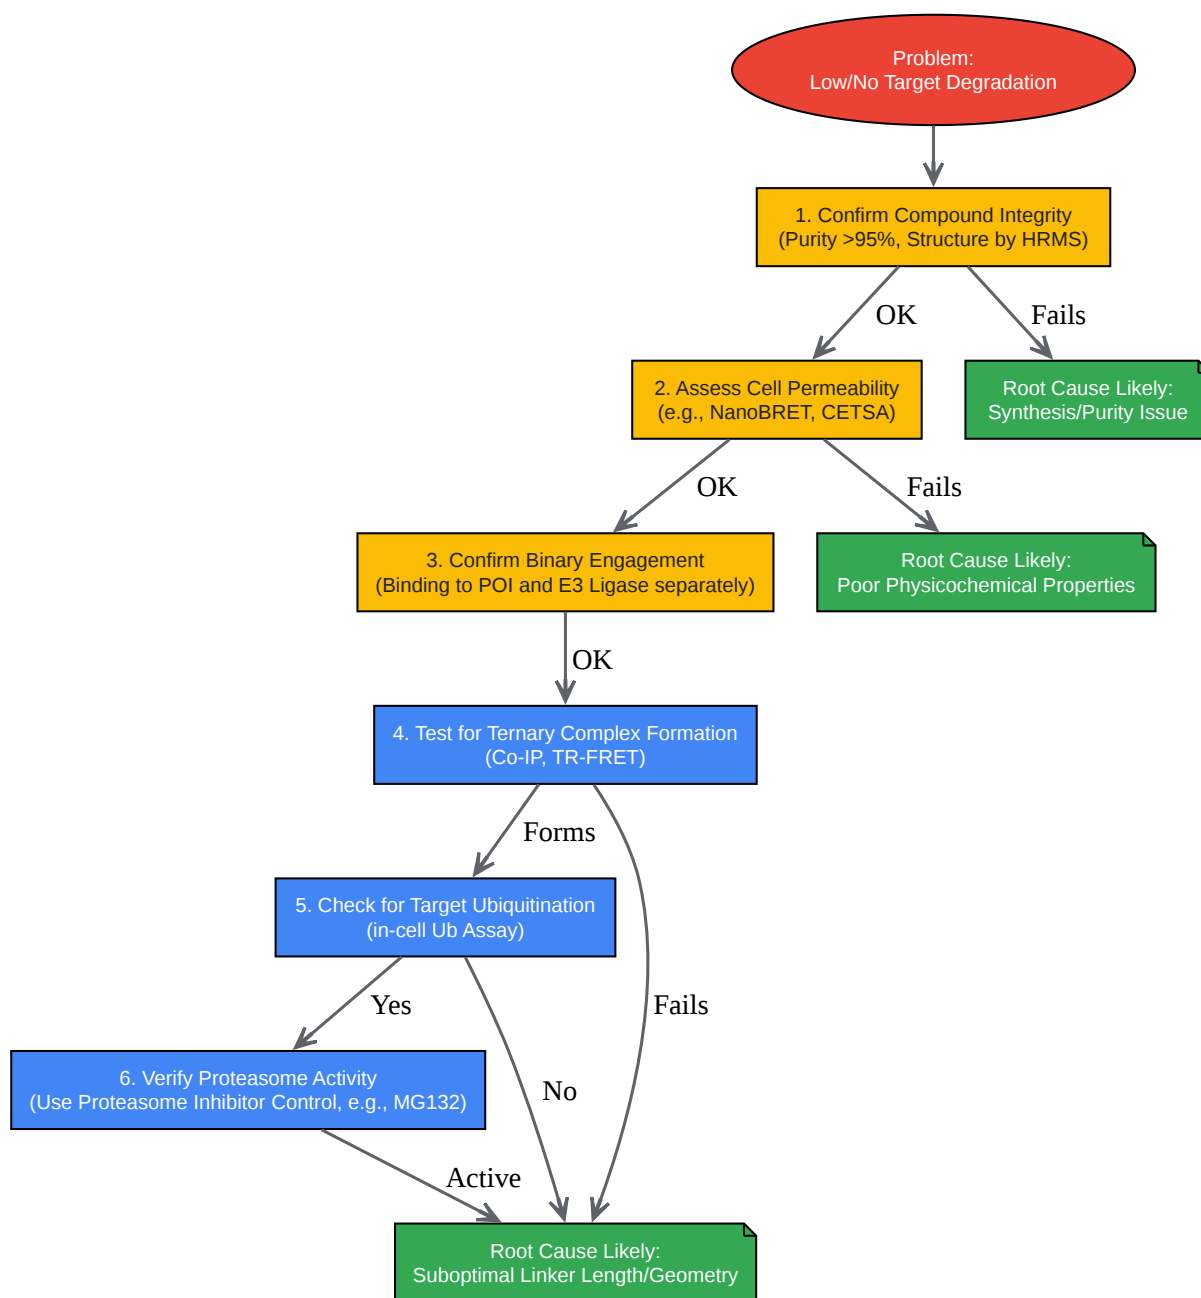 Problem:
Low/No Target Degradation
1. Confirm Compound Integrity
(Purity >95%, Structure by HRMS)
OK
Fails
2. Assess Cell Permeability
(e.g., NanoBRET, CETSA)
Root Cause Likely:
Synthesis/Purity Issue
OK
Fails
3. Confirm Binary Engagement
(Binding to POI and E3 Ligase separately)
Root Cause Likely:
Poor Physicochemical Properties
OK
4. Test for Ternary Complex Formation
(Co-IP, TR-FRET)
Forms
5. Check for Target Ubiquitination
(in-cell Ub Assay)
Yes
Fails
6. Verify Proteasome Activity
(Use Proteasome Inhibitor Control, e.g., MG132)
No
Active
Root Cause Likely:
Suboptimal Linker Length/Geometry